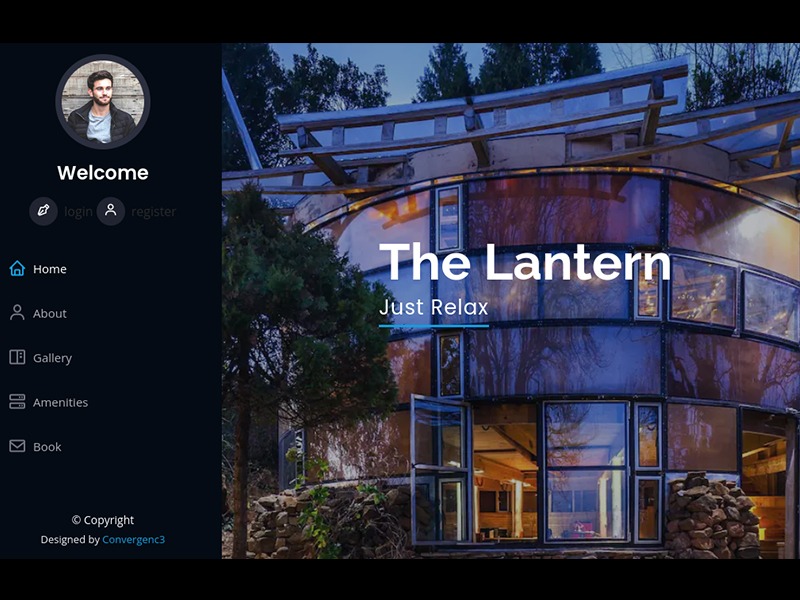 Welcome
login register
Home
About
Gallery
Amenities
Book
© Copyright
Designed by Convergenc3
The Lantern
Just Relax